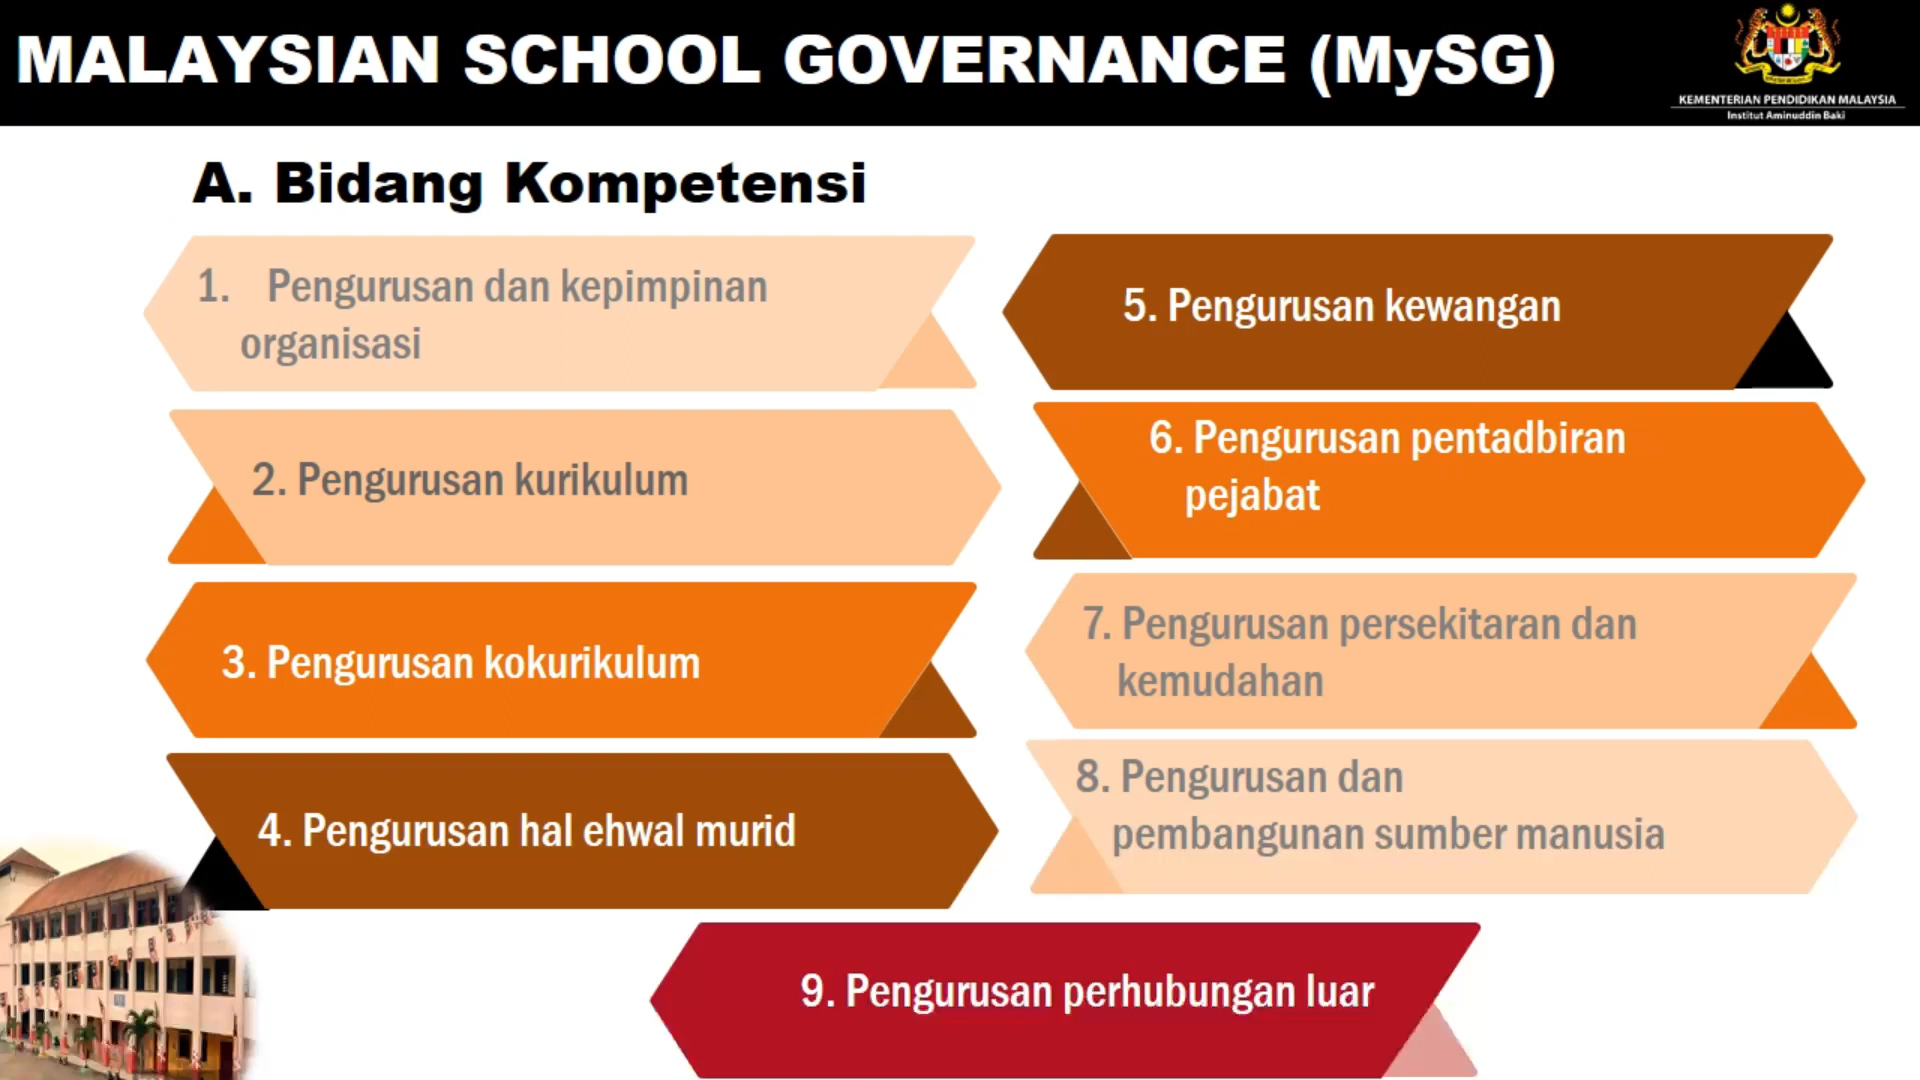 MALAYSIAN SCHOOL GOVERNANCE (MySG)
KEMENTERIAN PENDIDIKAN MALAYSIA
Institut Aminuddin Baki
A. Bidang Kompetensi
1. Pengurusan dan kepimpinan
organisasi
2. Pengurusan kurikulum
3. Pengurusan kokurikulum
4. Pengurusan hal ehwal murid
5. Pengurusan kewangan
6. Pengurusan pentadbiran
pejabat
7. Pengurusan persekitaran dan
kemudahan
8. Pengurusan dan
pembangunan sumber manusia
9. Pengurusan perhubungan luar